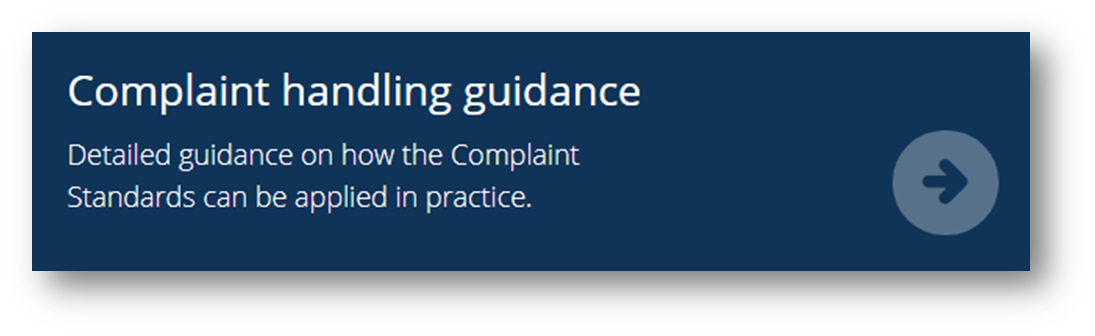 Complaint handling guidance
Detailed guidance on how the Complaint
Standards can be applied in practice.